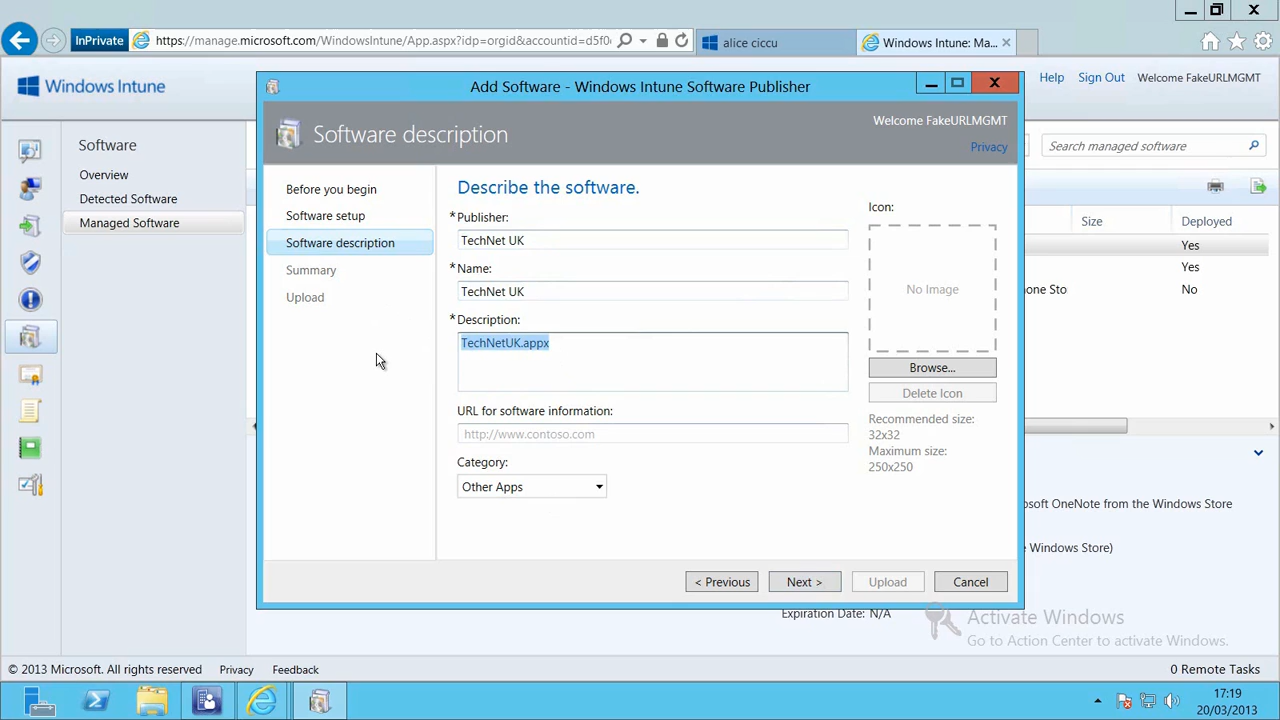 InPrivate
https://manage.microsoft.com/WindowsIntune/App.aspx?idp=orgid&accountid=d5f0
alice ciccu
Windows Intune: Ma...
Windows Intune
Help
Sign Out
Welcome FakeURLMGMT
Add Software - Windows Intune Software Publisher
Software description
Welcome FakeURLMGMT
Privacy
Software
Overview
Detected Software
Managed Software
Search managed software
Size
Deployed
Yes
Yes
one Sto
No
Before you begin
Software setup
Software description
Summary
Upload
Describe the software.
*Publisher:
TechNet UK
*Name:
TechNet UK
*Description:
TechNetUK.appx
URL for software information:
http://www.contoso.com
Category:
Other Apps
Icon:
No Image
Browse...
Delete Icon
Recommended size:
32x32
Maximum size:
250x250
osoft OneNote from the Windows Store
e Windows Store)
< Previous
Next >
Upload
Cancel
Expiration Date: N/A
Activate Windows
Go to Action Center to activate Windows.
© 2013 Microsoft. All rights reserved
Privacy
Feedback
0 Remote Tasks
17:19
20/03/2013